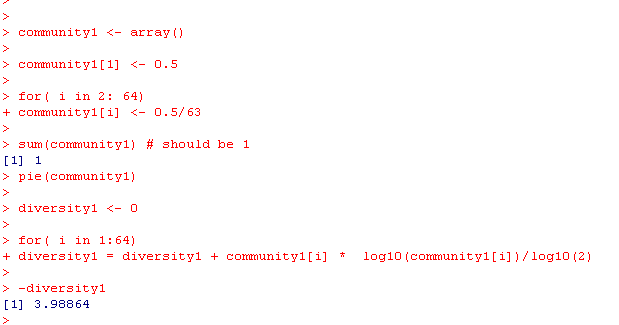 >
>
> community1 <- array()
>
> community1[1] <- 0.5
>
> for( i in 2: 64)
+ community1[i] <- 0.5/63
>
> sum(community1) # should be 1
[1] 1
> pie(community1)
>
> diversity1 <- 0
>
> for( i in 1:64)
+ diversity1 = diversity1 + community1[i] *  log10(community1[i])/log10(2)
>
> -diversity1
[1] 3.98864
>